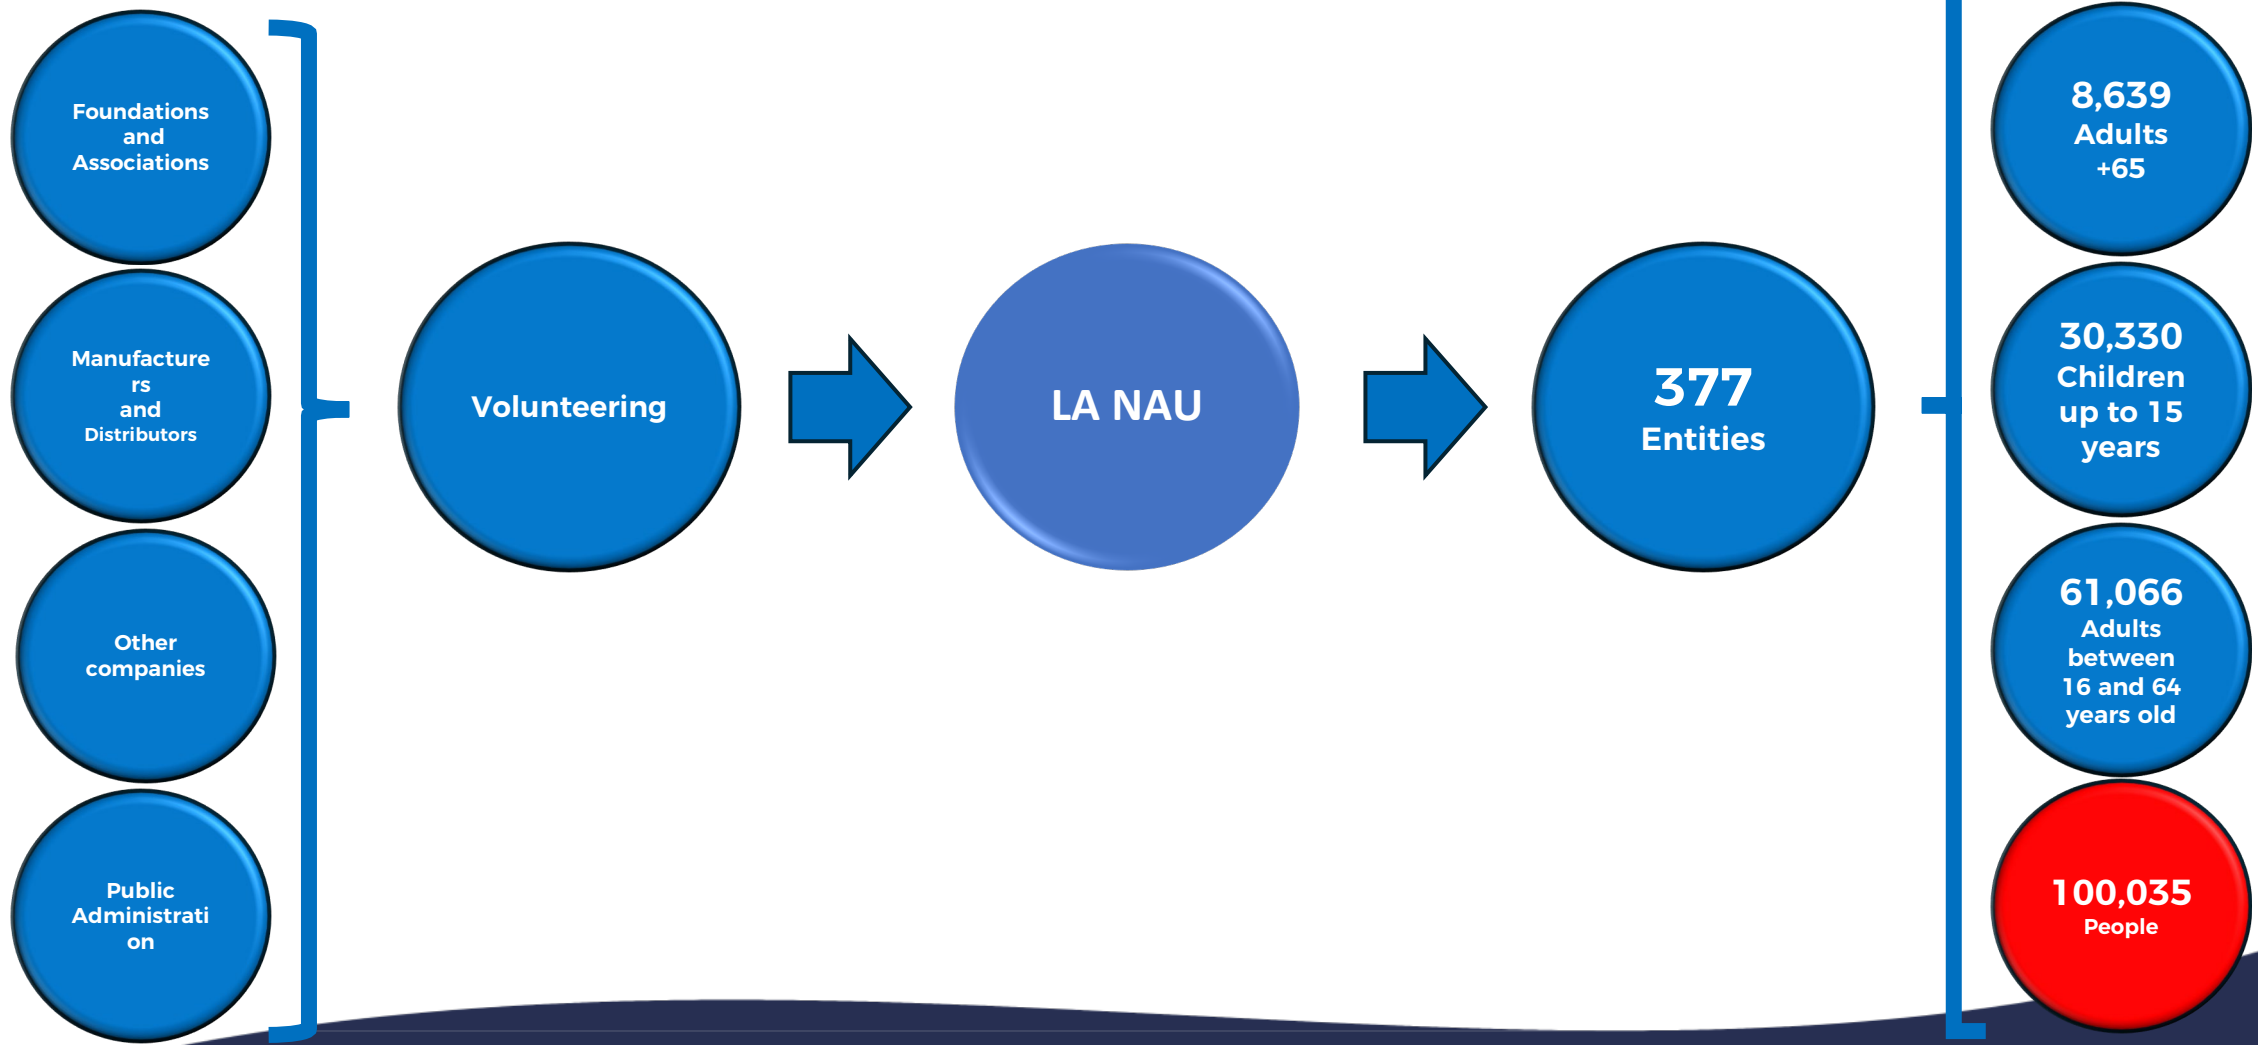 Foundations
and
Associations
Manufacture
rs
and
Distributors
Other
companies
Public
Administrati
on
Volunteering
LA NAU
377
Entities
8,639
Adults
+65
30,330
Children
up to 15
years
61,066
Adults
between
16 and 64
years old
100,035
People